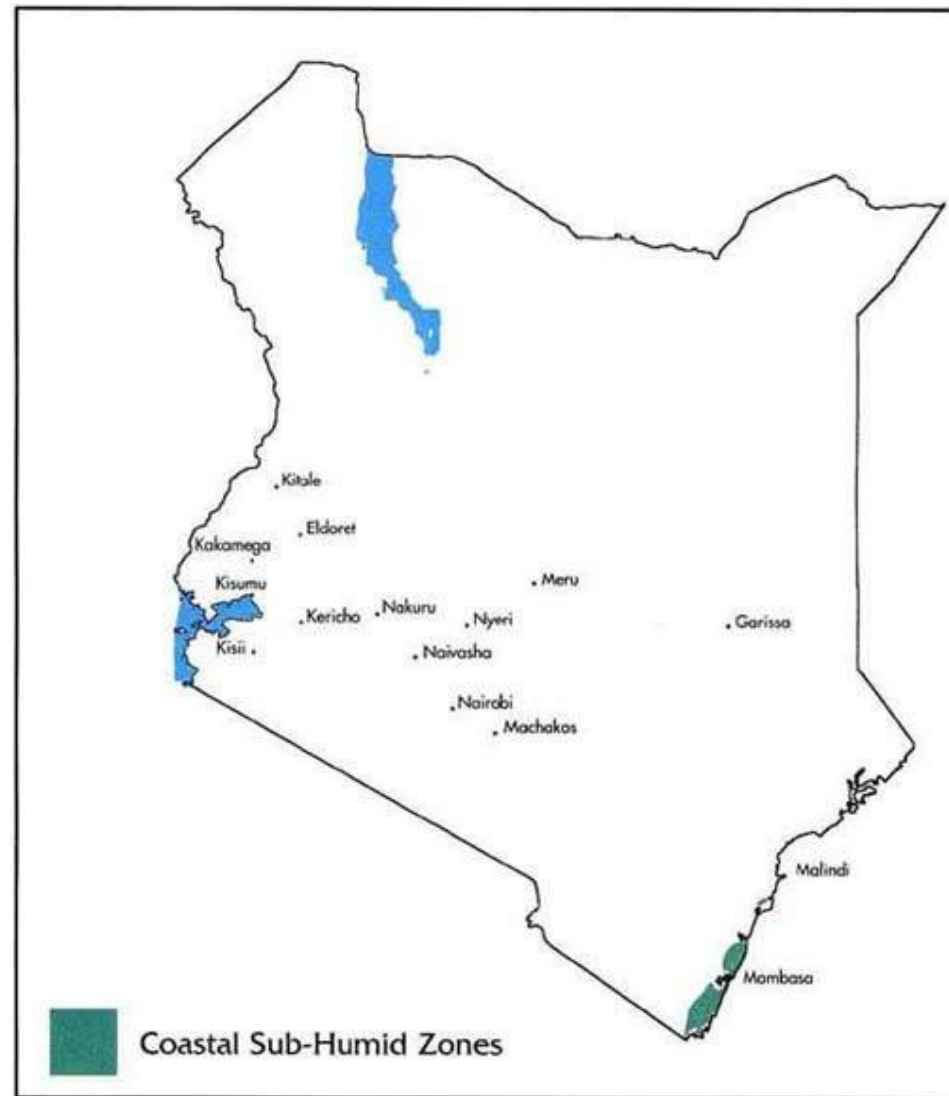 Kitale
Eldoret
Kakamega
Kisumu
Meru
Kericho
Nakuru
Nyeri
Garissa
Kisii
Naivasha
Nairobi
Machakos
Malindi
Mombasa
Coastal Sub-Humid Zones